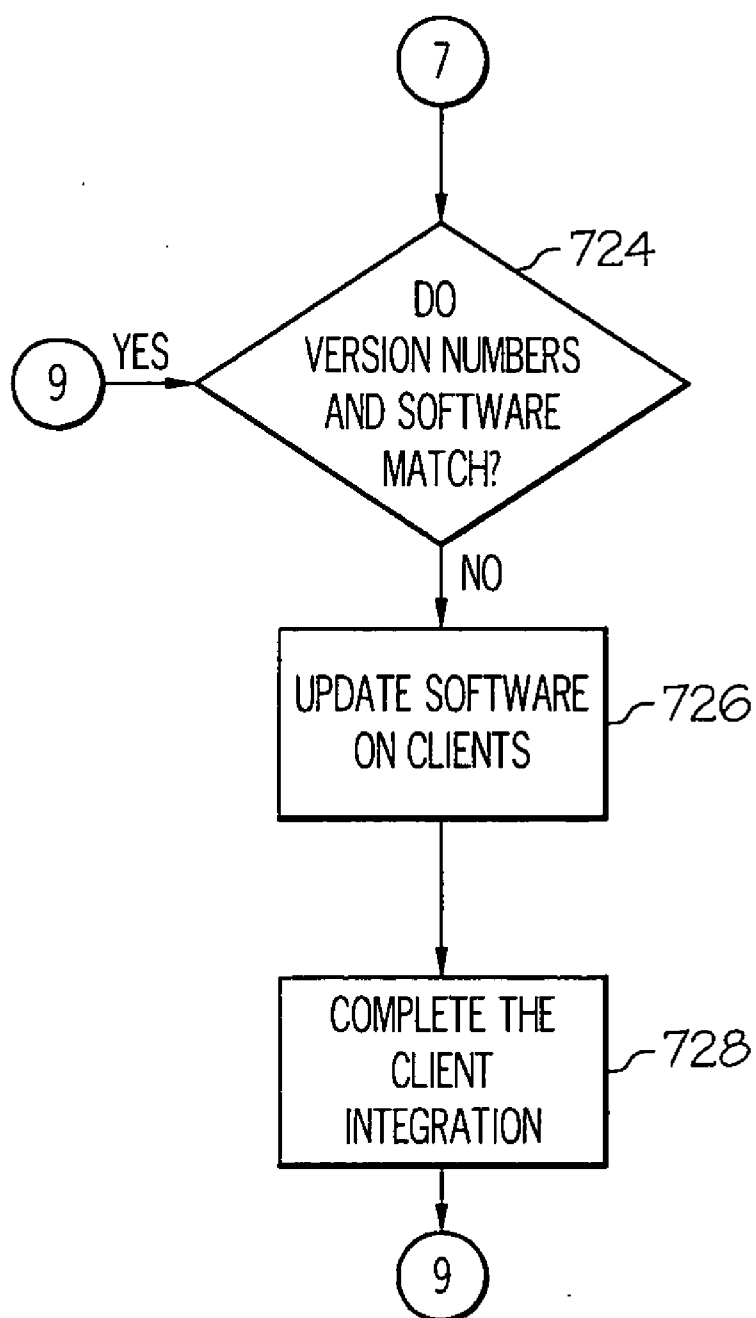 7
724
DO
VERSION NUMBERS
AND SOFTWARE
MATCH?
9
YES
NO
UPDATE SOFTWARE
ON CLIENTS
726
COMPLETE THE
CLIENT
INTEGRATION
728
9